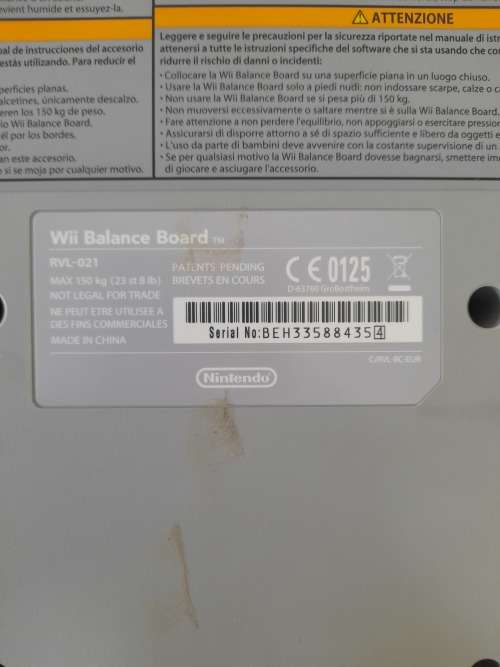 evient humide et essuyez-la.
al de instrucciones del accesorio
estás utilizando. Para reducir el
perficies planas.
alcetines, únicamente descalzo.
eren los 150 kg de peso.
io Wii Balance Board.
él por los bordes.
or.
an este accesorio.
e si se moja por cualquier motivo.
ATTENZIONE
Leggere e seguire le precauzioni per la sicurezza riportate nel manuale di istr
attenersi a tutte le istruzioni specifiche del software che si sta usando che con
ridurre il rischio di danni o incidenti:
• Collocare la Wii Balance Board su una superficie piana in un luogo chiuso.
• Usare la Wii Balance Board solo a piedi nudi: non indossare scarpe, calze o ca
• Non usare la Wii Balance Board se si pesa più di 150 kg.
• Non muoversi eccessivamente o saltare mentre si è sulla Wii Balance Board.
• Fare attenzione a non perdere l'equilibrio, non appoggiarsi o esercitare pression
• Assicurarsi di disporre attorno a sé di spazio sufficiente e libero da oggetti e
• L'uso da parte di bambini deve avvenire con la costante supervisione di un
• Se per qualsiasi motivo la Wii Balance Board dovesse bagnarsi, smettere imm
di giocare e asciugare l'accessorio.
Wii Balance Board TM
RVL-021
MAX 150 kg (23 st 8 lb)
NOT LEGAL FOR TRADE
NE PEUT ETRE UTILISEE A
DES FINS COMMERCIALES
MADE IN CHINA
PATENTS PENDING
BREVETS EN COURS
CE 0125
D-63760 Großostheim
Serial No:BEH33588435 4
C/RVL-RC-EUR
Nintendo